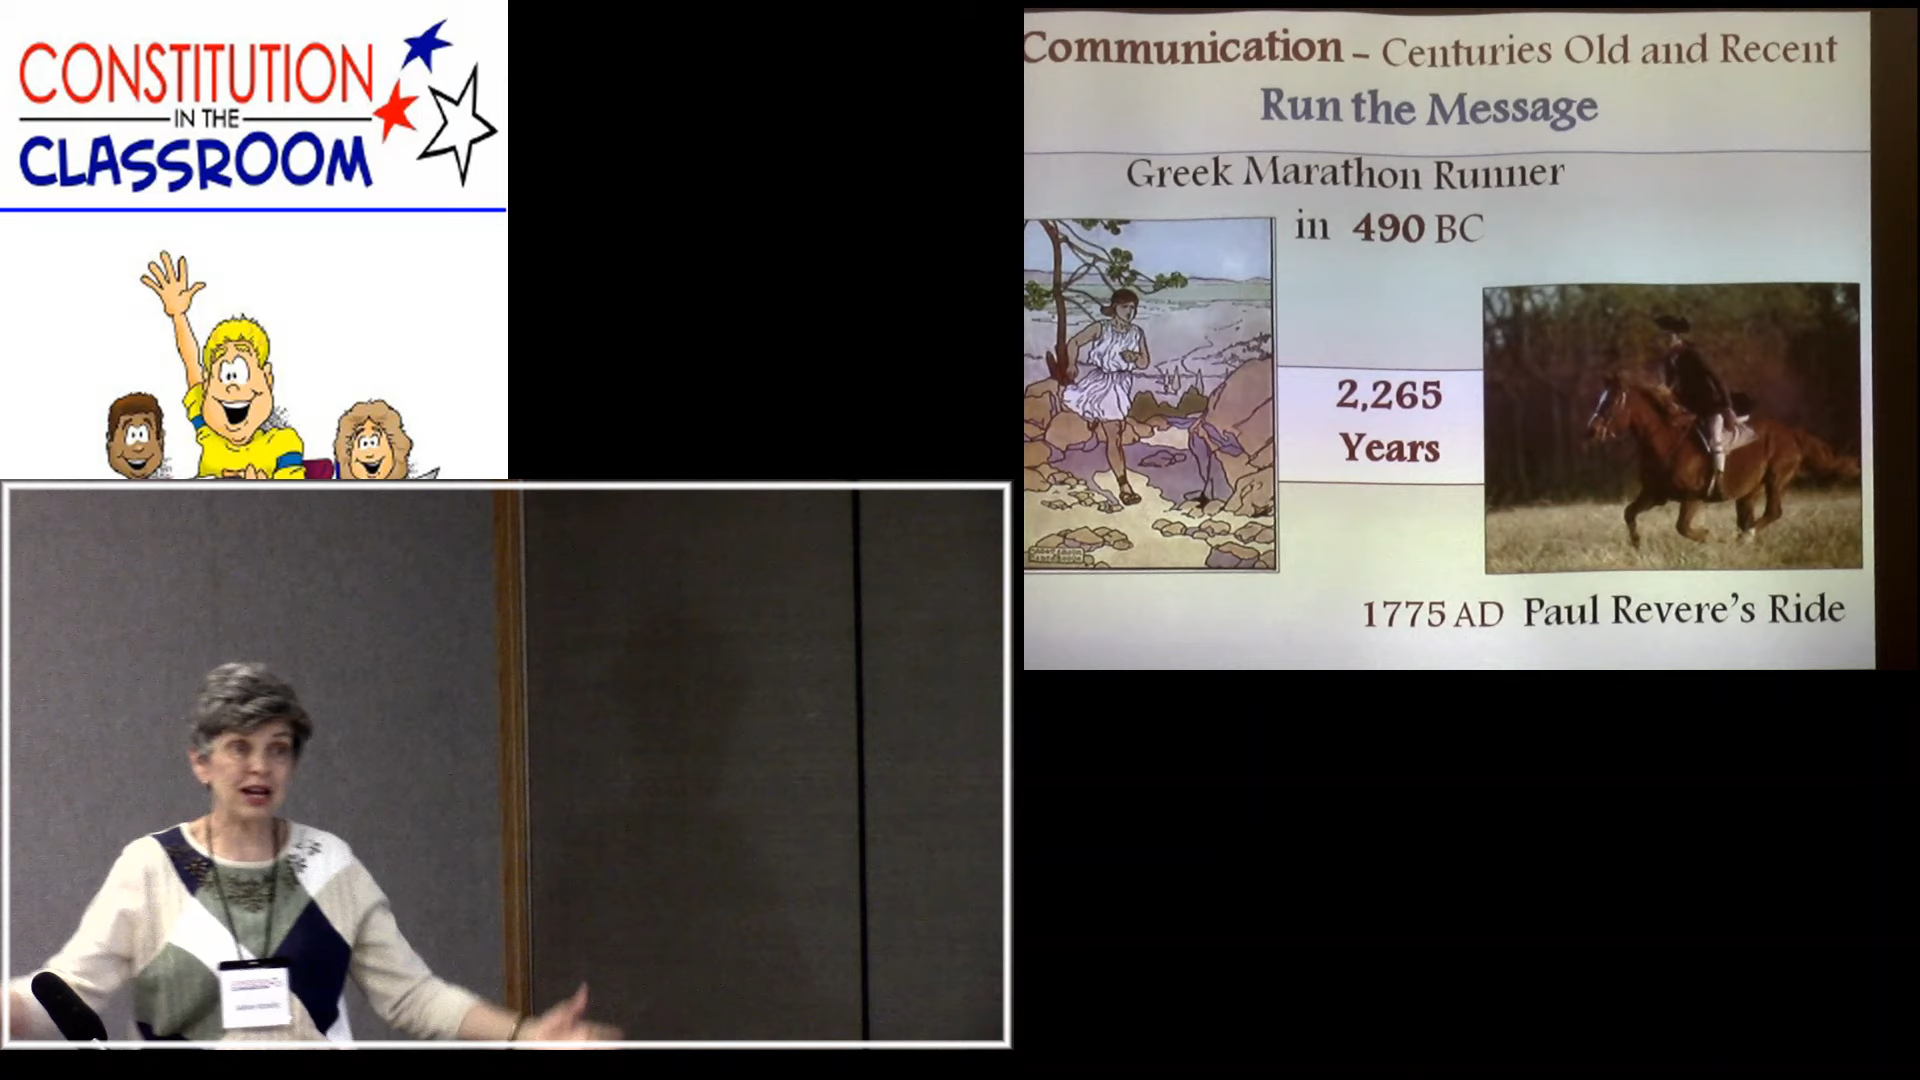 CONSTITUTION
IN THE
CLASSROOM
Communication – Centuries Old and Recent
Run the Message
Greek Marathon Runner
in 490 BC
2,265
Years
1775 AD Paul Revere's Ride